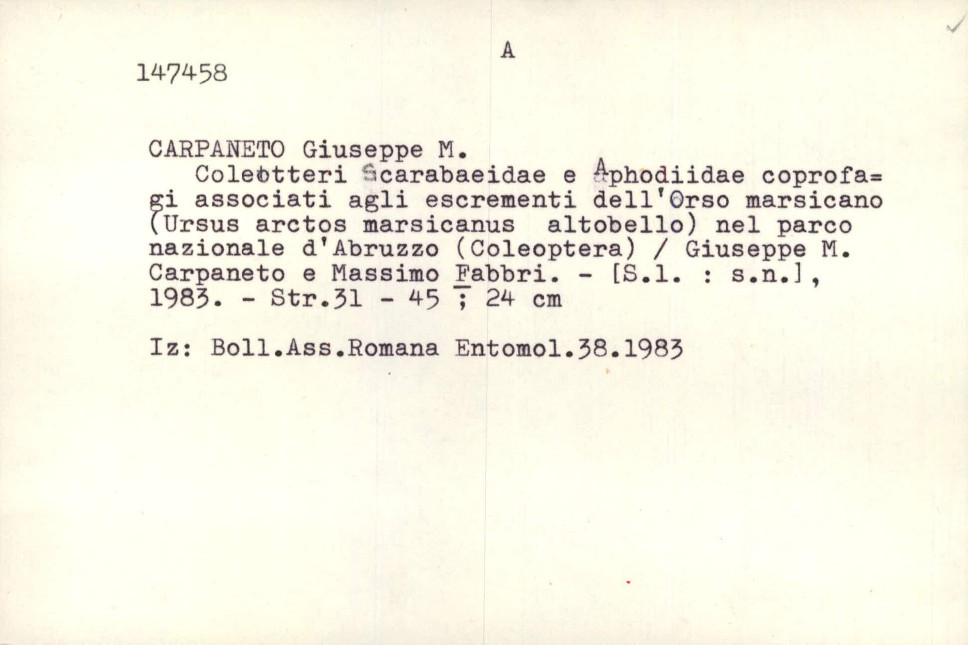 A
147458
CARPANETO Giuseppe M.
Coleotteri Scarabaeidae e Aphodiidae coprofa=
gi associati agli escrementi dell'Orso marsicano
(Ursus arctos marsicanus altobello) nel parco
nazionale d'Abruzzo (Coleoptera) / Giuseppe M.
Carpaneto e Massimo Fabbri. - [S.l. : s.n.],
1983. - Str.31 - 45 ; 24 cm
Iz: Boll.Ass.Romana Entomol.38.1983